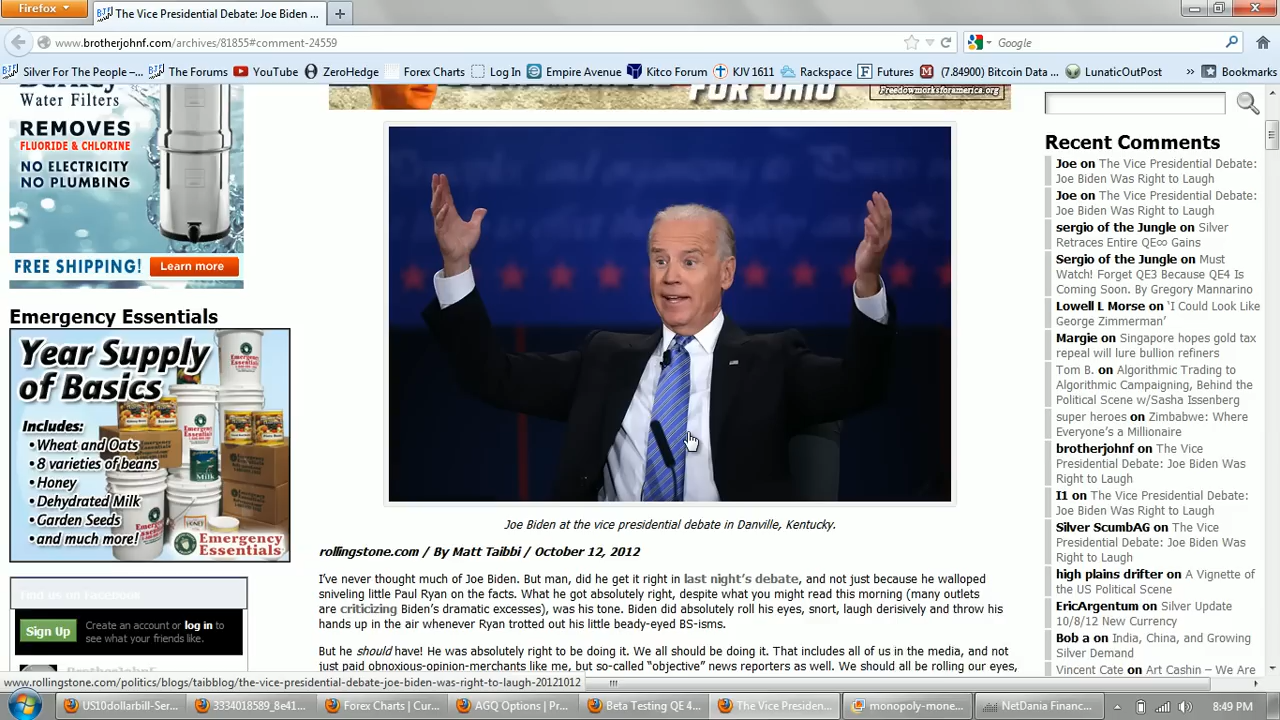 Firefox
The Vice Presidential Debate: Joe Biden ...
www.brotherjohnf.com/archives/81855#comment-24559
Google
Silver For The People –...
The Forums
YouTube
ZeroHedge
Forex Charts
Log In
Empire Avenue
Kitco Forum
KJV 1611
Rackspace
Futures
(7.84900) Bitcoin Data ...
LunaticOutPost
»
Bookmarks
Water Filters
REMOVES
FLUORIDE & CHLORINE
NO ELECTRICITY
NO PLUMBING
FREE SHIPPING!
Learn more
Emergency Essentials
Year Supply
of Basics
Includes:
• Wheat and Oats
• 8 varieties of beans
• Honey
• Dehydrated Milk
• Garden Seeds
• and much more!
Emergency
Essentials
Find us on Facebook
Sign Up
Create an account or log in to
see what your friends like.
BrotherJohnF
FOR OHIO
Freedomworksforamerica.org
Joe Biden at the vice presidential debate in Danville, Kentucky.
rollingstone.com / By Matt Taibbi / October 12, 2012
I've never thought much of Joe Biden. But man, did he get it right in last night's debate, and not just because he walloped
sniveling little Paul Ryan on the facts. What he got absolutely right, despite what you might read this morning (many outlets
are criticizing Biden's dramatic excesses), was his tone. Biden did absolutely roll his eyes, snort, laugh derisively and throw his
hands up in the air whenever Ryan trotted out his little beady-eyed BS-isms.
But he should have! He was absolutely right to be doing it. We all should be doing it. That includes all of us in the media, and not
just paid obnoxious-opinion-merchants like me, but so-called “objective” news reporters as well. We should all be rolling our eyes,
Recent Comments
Joe on The Vice Presidential Debate:
Joe Biden Was Right to Laugh
Joe on The Vice Presidential Debate:
Joe Biden Was Right to Laugh
sergio of the Jungle on Silver
Retraces Entire QE∞ Gains
Sergio of the Jungle on Must
Watch! Forget QE3 Because QE4 Is
Coming Soon. By Gregory Mannarino
Lowell L Morse on ‘I Could Look Like
George Zimmerman’
Margie on Singapore hopes gold tax
repeal will lure bullion refiners
Tom B. on Algorithmic Trading to
Algorithmic Campaigning, Behind the
Political Scene w/Sasha Issenberg
super heroes on Zimbabwe: Where
Everyone's a Millionaire
brotherjohnf on The Vice
Presidential Debate: Joe Biden Was
Right to Laugh
I1 on The Vice Presidential Debate:
Joe Biden Was Right to Laugh
Silver ScumbAG on The Vice
Presidential Debate: Joe Biden Was
Right to Laugh
high plains drifter on A Vignette of
the US Political Scene
EricArgentum on Silver Update
10/8/12 New Currency
Bob a on India, China, and Growing
Silver Demand
Vincent Cate on Art Cashin – We Are
www.rollingstone.com/politics/blogs/taibblog/the-vice-presidential-debate-joe-biden-was-right-to-laugh-20121012
US10dollarbill-Ser...
3334018589_8e41...
Forex Charts | Cur...
AGQ Options | Pr...
Beta Testing QE 4...
The Vice Presiden...
monopoly-mone...
NetDania Financ...
8:49 PM